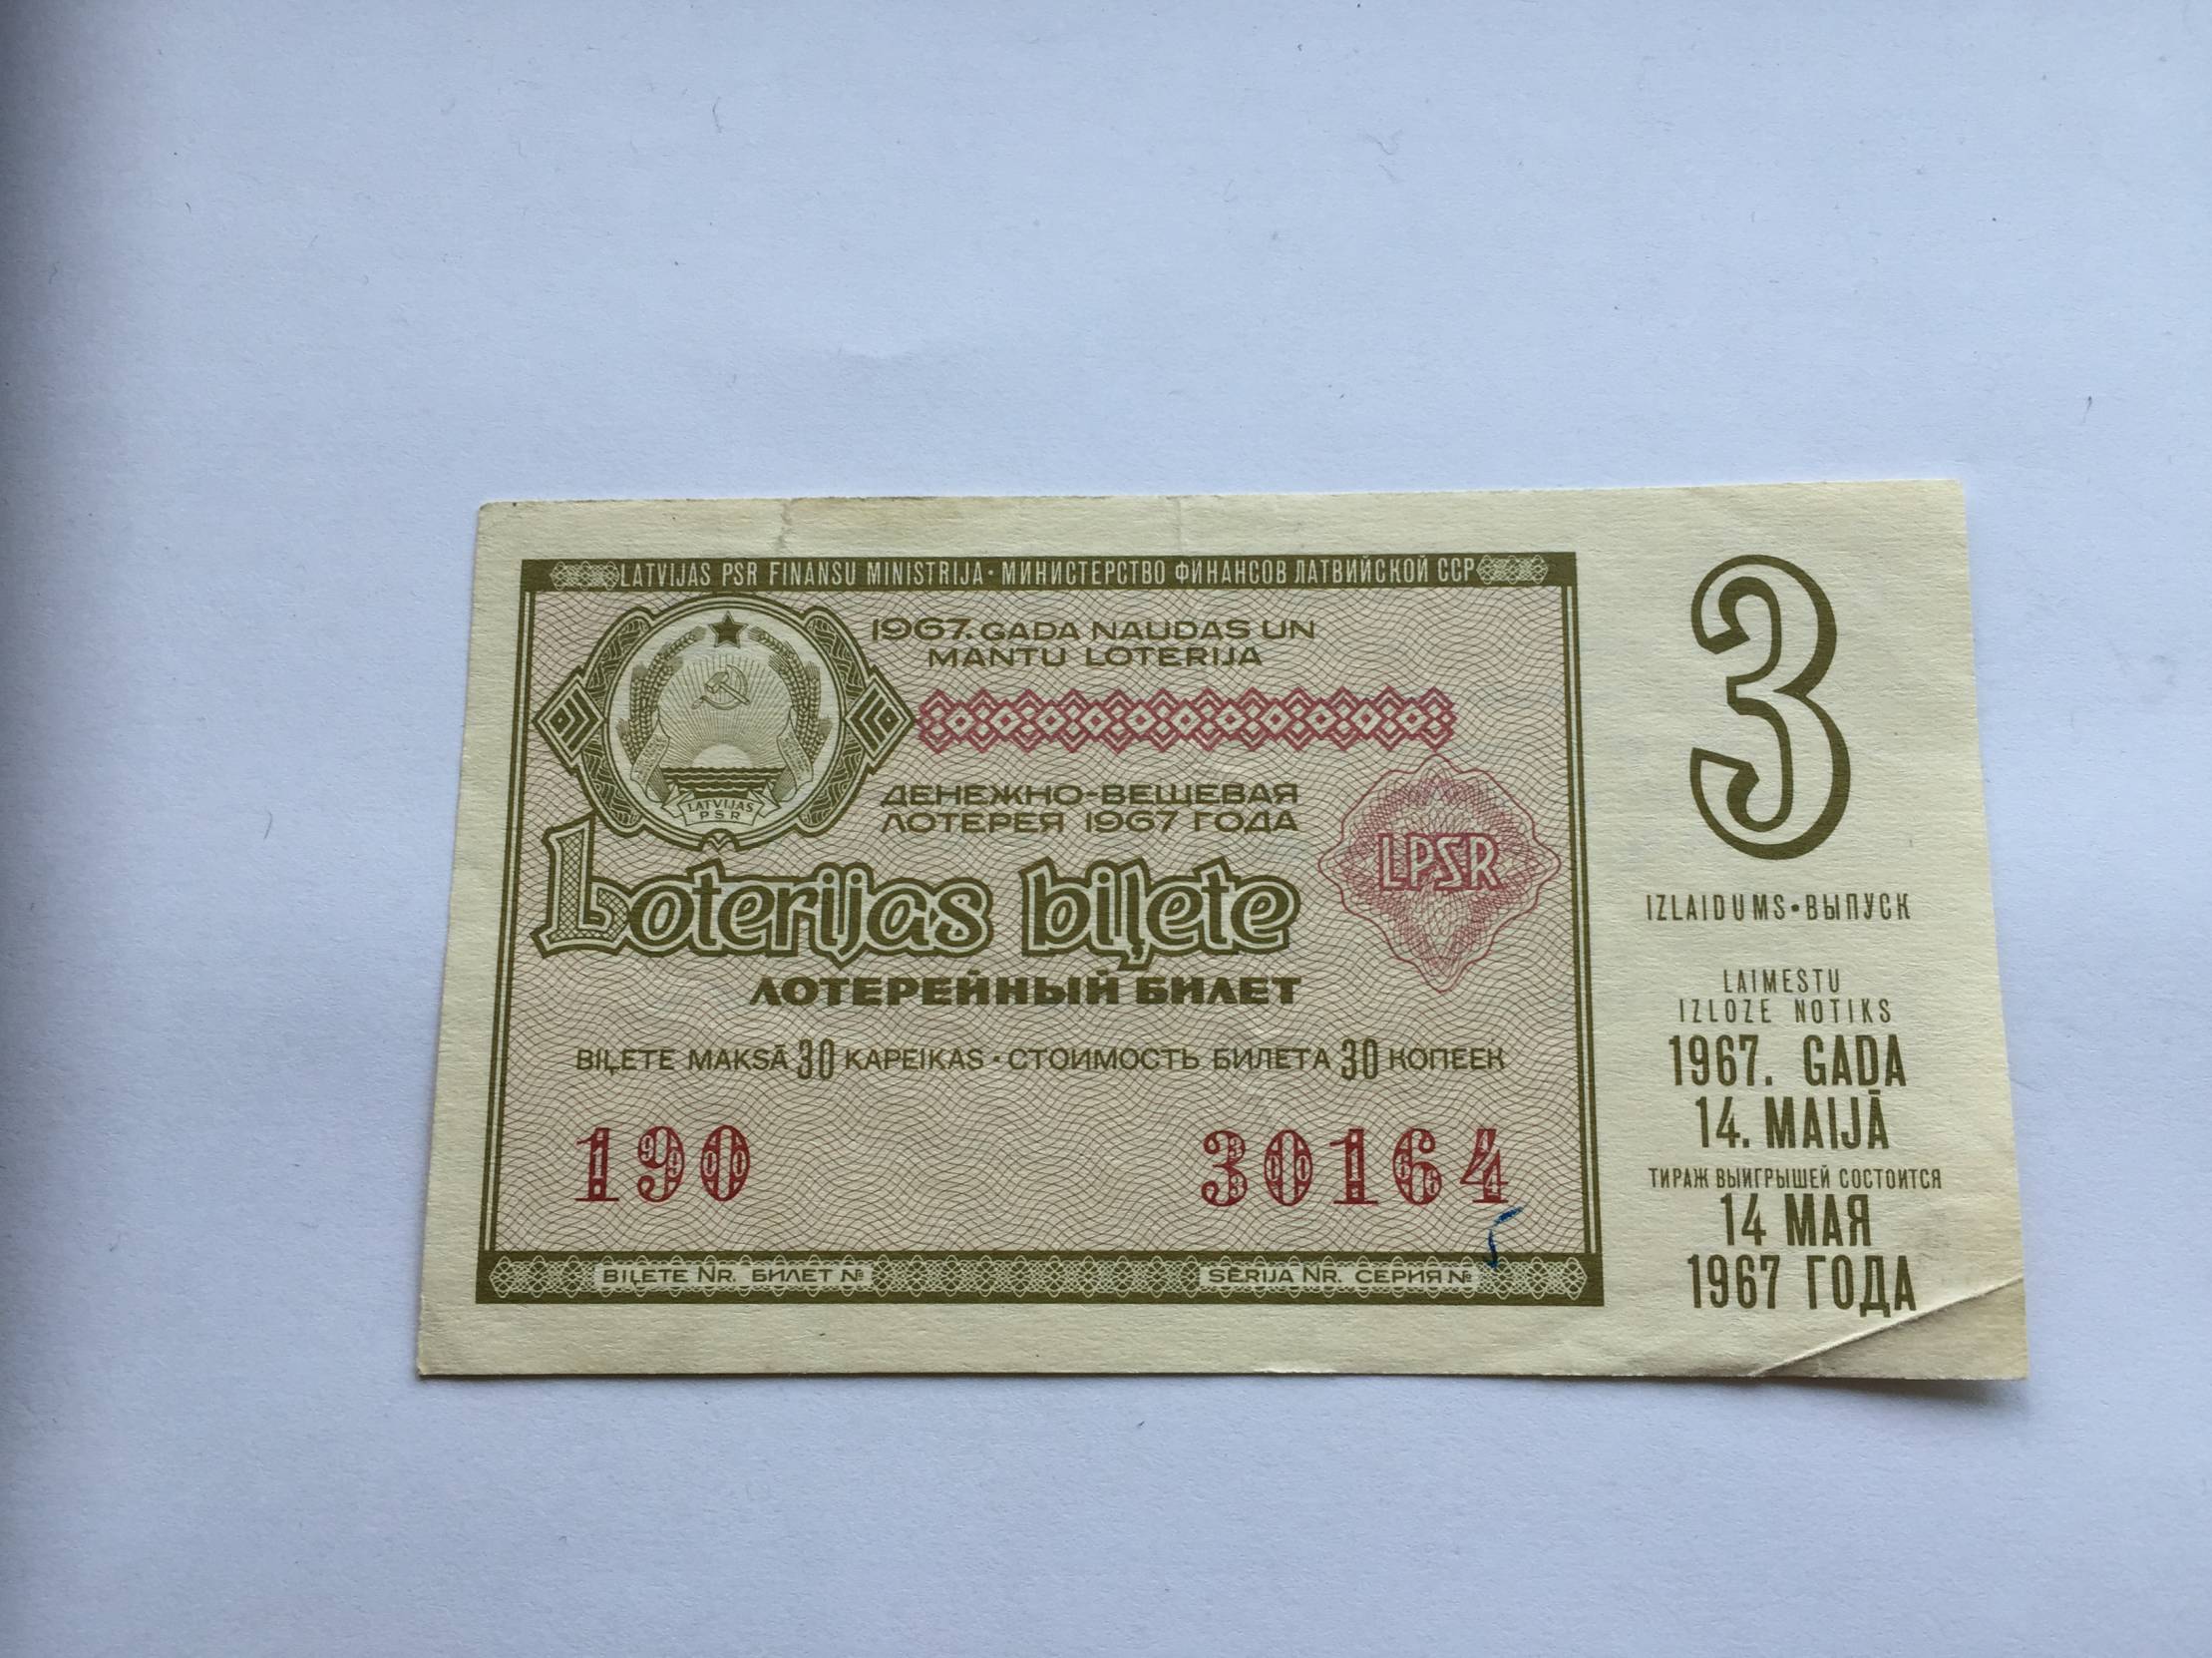 LATVIJAS PSR FINANSU MINISTRIJA · МИНИСТЕРСТВО ФИНАНСОВ ЛАТВИЙСКОЙ ССР
1967. GADA NAUDAS UN
MANTU LOTERIJA
LATVIJAS
PSR
ДЕНЕЖНО-ВЕЩЕВАЯ
ЛОТЕРЕЯ 1967 ГОДА
LPSR
Loterijas biļete
ЛОТЕРЕЙНЫЙ БИЛЕТ
BIĻETE MAKSĀ 30 KAPEIKAS · СТОИМОСТЬ БИЛЕТА 30 КОПЕЕК
190 30164
BIĻETE NR. БИЛЕТ № SĒRIJA NR. СЕРИЯ №
3
IZLAIDUMS • ВЫПУСК
LAIMESTU
IZLOZE NOTIKS
1967. GADA
14. MAIJĀ
ТИРАЖ ВЫИГРЫШЕЙ СОСТОИТСЯ
14 МАЯ
1967 ГОДА